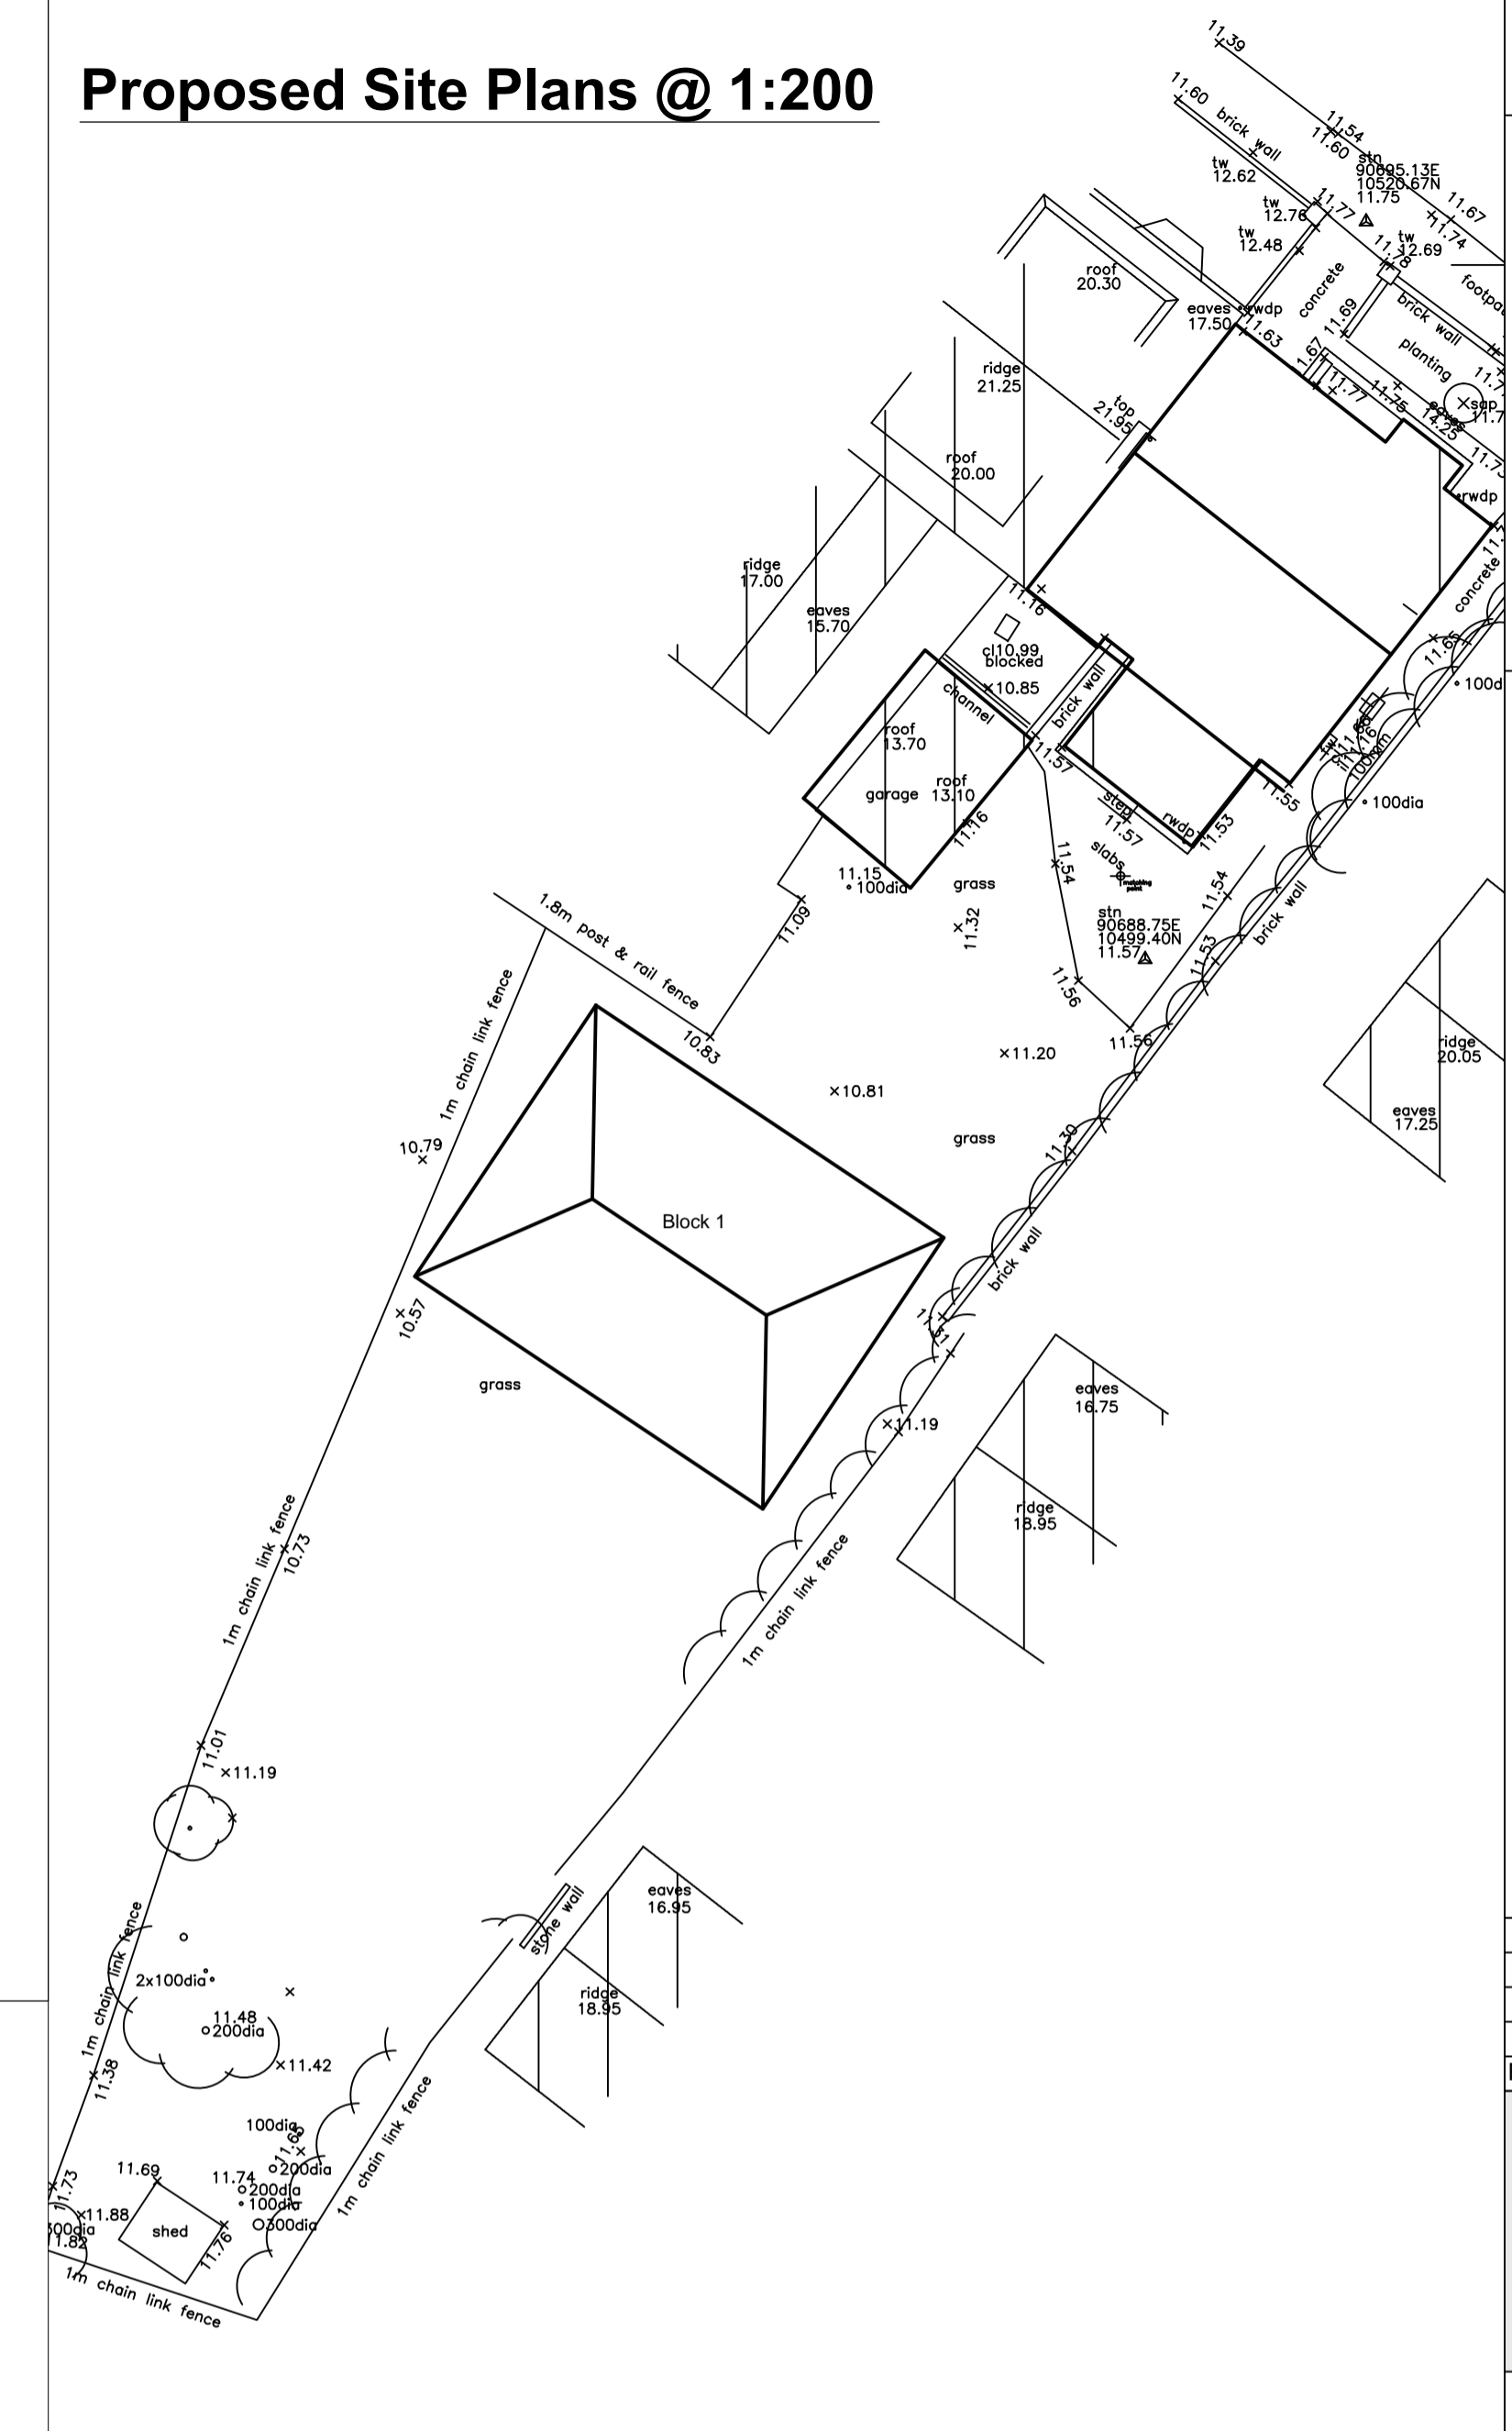 Proposed Site Plans @ 1:200
11.39
11.60
brick wall
11.54
11.60
stn
90695.13E
10520.67N
11.75
tw
12.62
tw
12.76
11.77
11.67
11.74
tw
12.48
tw
12.69
11.78
roof
20.30
concrete
eaves
17.50
rwdp
11.63
11.69
brick wall
planting
11.77
11.75
sap
eaves
14.25
ridge
21.25
top
21.95
roof
20.00
rwdp
ridge
17.00
eaves
15.70
11.16
concrete
cl10.99
blocked
10.85
channel
brick wall
11.65
roof
13.70
11.57
roof
13.10
garage
11.16
step
11.57
rwdp
11.53
11.55
100mm
100dia
11.15
100dia
grass
11.54
slabs
matching
point
11.54
1.8m post & rail fence
11.09
11.32
stn
90688.75E
10499.40N
11.57
11.53
brick wall
1m chain link fence
11.56
11.56
10.83
11.20
10.81
ridge
20.05
eaves
17.25
grass
11.30
10.79
Block 1
brick wall
10.57
grass
eaves
16.75
11.19
ridge
18.95
1m chain link fence
10.73
1m chain link fence
11.01
11.19
eaves
16.95
stone wall
1m chain link fence
2x100dia
ridge
18.95
11.48
200dia
11.42
11.38
1m chain link fence
100dia
11.65
11.69
11.74
200dia
200dia
100dia
300dia
11.73
11.88
shed
11.76
1m chain link fence